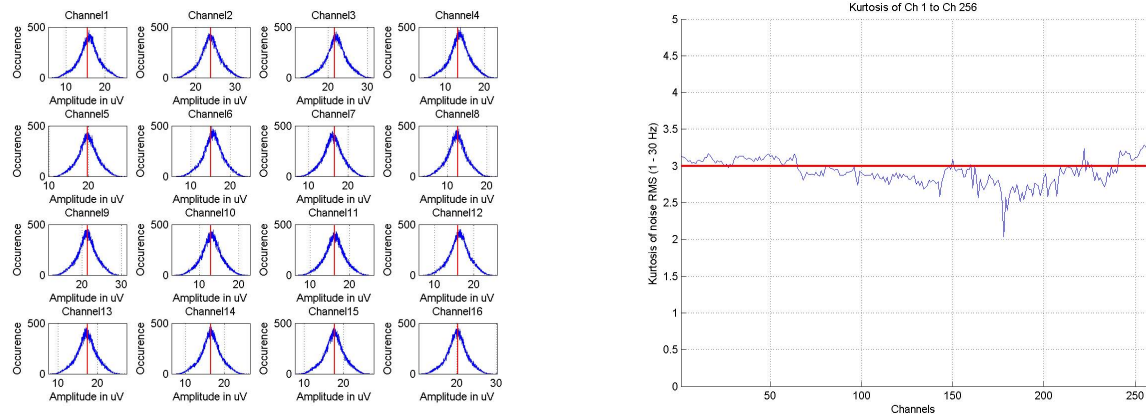 Channel1 Channel2 Channel3 Channel4
500 500 500 500
Occurence Occurence Occurence Occurence
0 0 0 0
10 20 20 30 20 30 10 20
Amplitude in uV Amplitude in uV Amplitude in uV Amplitude in uV
Channel5 Channel6 Channel7 Channel8
500 500 500 500
Occurence Occurence Occurence Occurence
0 0 0 0
10 20 10 20 10 20 10 20
Amplitude in uV Amplitude in uV Amplitude in uV Amplitude in uV
Channel9 Channel10 Channel11 Channel12
500 500 500 500
Occurence Occurence Occurence Occurence
0 0 0 0
20 30 10 20 10 20 10 20
Amplitude in uV Amplitude in uV Amplitude in uV Amplitude in uV
Channel13 Channel14 Channel15 Channel16
500 500 500 500
Occurence Occurence Occurence Occurence
0 0 0 0
10 20 10 20 10 20 10 20 30
Amplitude in uV Amplitude in uV Amplitude in uV Amplitude in uV
Kurtosis of Ch 1 to Ch 256
Kurtosis of noise RMS (1 - 30 Hz)
5
4.5
4
3.5
3
2.5
2
1.5
1
0.5
0
50 100 150 200 250
Channels